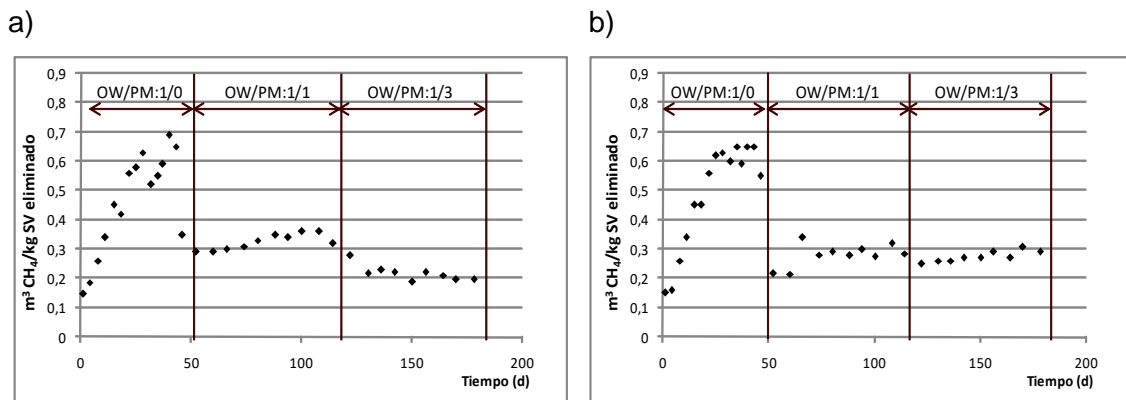 a)
0,9
0,8
0,7
0,6
0,5
0,4
0,3
0,2
0,1
0
m³ CH₄/kg SV eliminado
OW/PM:1/0
OW/PM:1/1
OW/PM:1/3
0
50
100
150
200
Tiempo (d)
b)
0,9
0,8
0,7
0,6
0,5
0,4
0,3
0,2
0,1
0
m³ CH₄/kg SV eliminado
OW/PM:1/0
OW/PM:1/1
OW/PM:1/3
0
50
100
150
200
Tiempo (d)